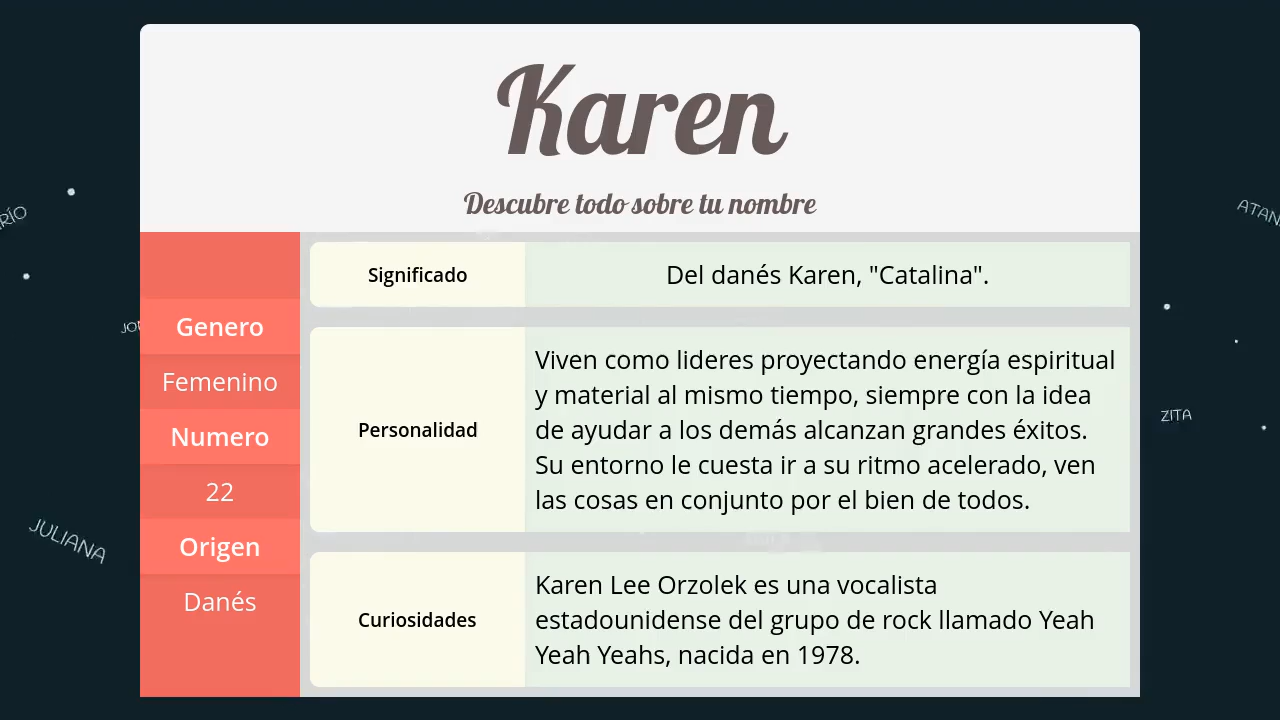 Karen
Descubre todo sobre tu nombre
Significado
Del danés Karen, "Catalina".
Genero
Femenino
Numero
22
Origen
Danés
Personalidad
Viven como lideres proyectando energía espiritual
y material al mismo tiempo, siempre con la idea
de ayudar a los demás alcanzan grandes éxitos.
Su entorno le cuesta ir a su ritmo acelerado, ven
las cosas en conjunto por el bien de todos.
Curiosidades
Karen Lee Orzolek es una vocalista
estadounidense del grupo de rock llamado Yeah
Yeah Yeahs, nacida en 1978.
ZITA
JULIANA